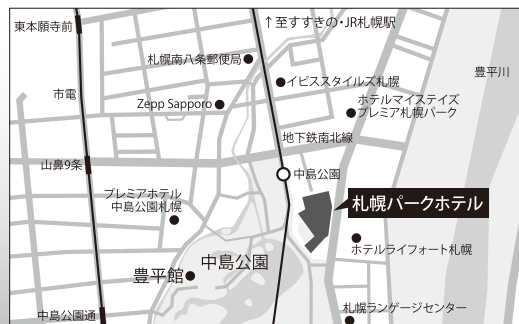 東本願寺前
↑至すすきの・JR札幌駅
札幌南八条郵便局
市電
イビススタイルズ札幌
豊平川
Zepp Sapporo
ホテルマイステイズ
プレミア札幌パーク
地下鉄南北線
山鼻9条
中島公園
プレミアホテル
中島公園札幌
札幌パークホテル
ホテルライフォート札幌
中島公園
豊平館
札幌ランゲージセンター
中島公園通